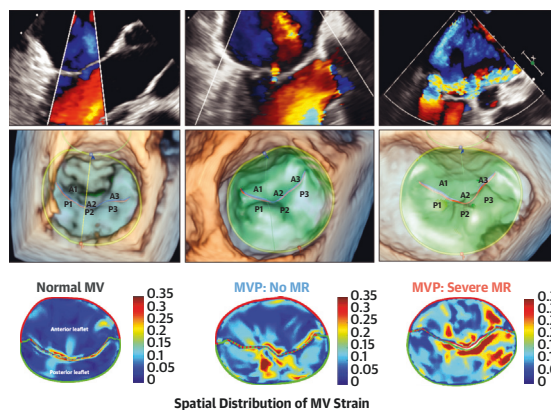 A1 A2 A3
P1 P2 P3
A1 A2 A3
P1 P2 P3
A1 A2 A3
P1 P2 P3
Normal MV
MVP: No MR
MVP: Severe MR
Anterior leaflet
Posterior leaflet
0.35
0.3
0.25
0.2
0.15
0.1
0.05
0
0.35
0.3
0.25
0.2
0.15
0.1
0.05
0
Spatial Distribution of MV Strain